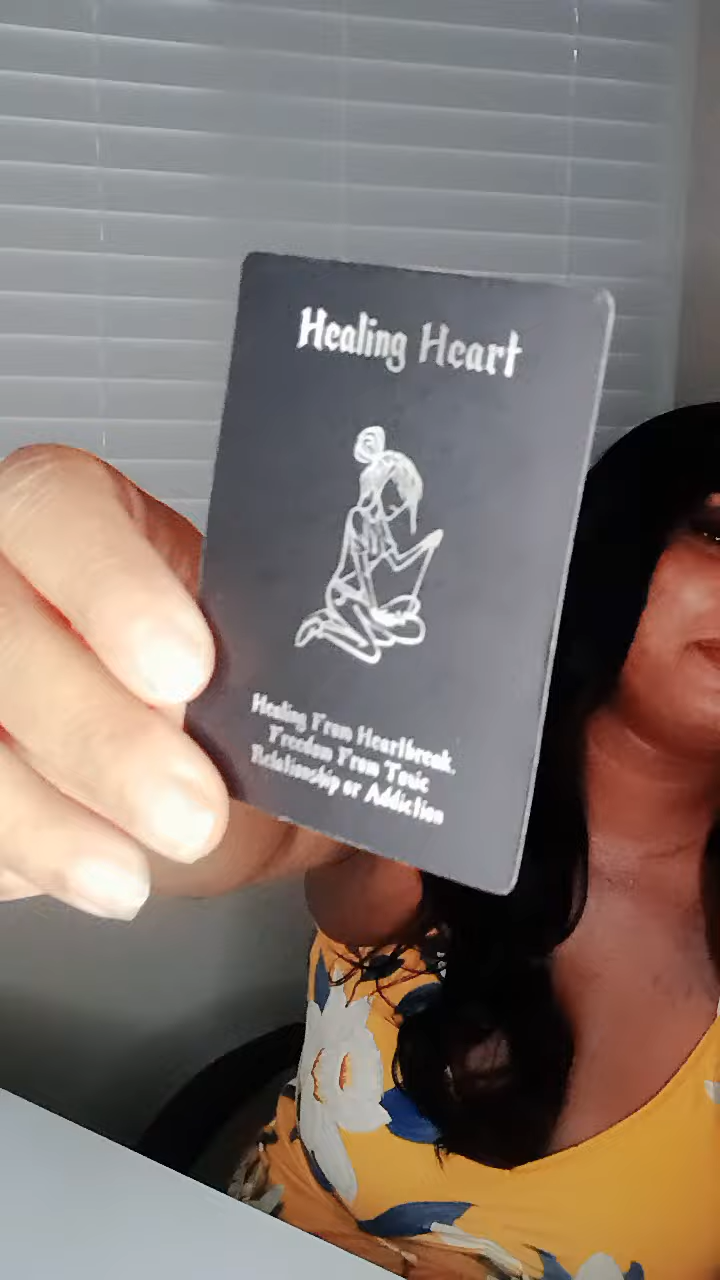 Healing Heart
Healing From Heartbreak,
Freedom From Toxic
Relationship or Addiction